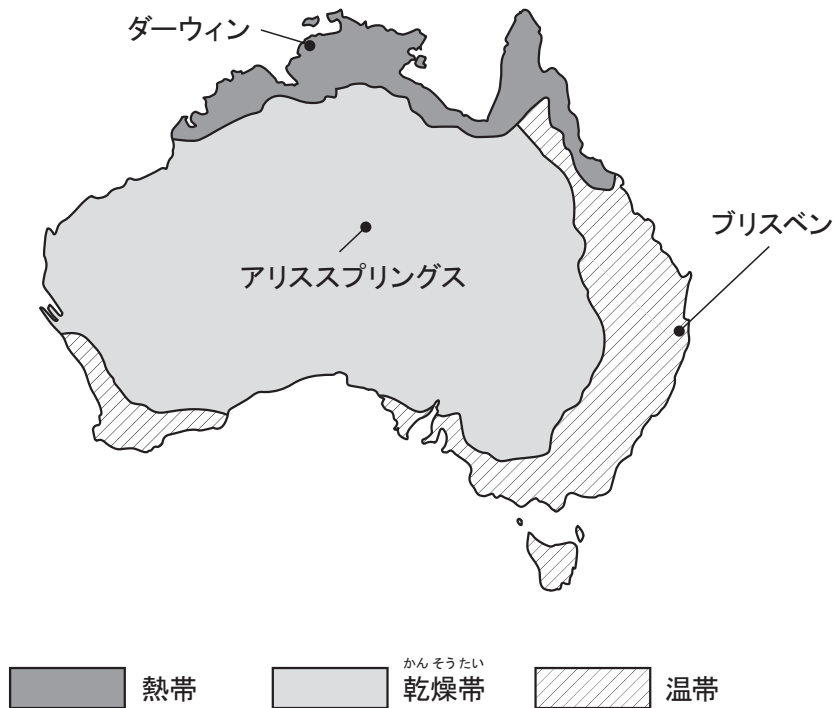 ダーウィン
ブリスベン
アリススプリングス
熱帯
かんそうたい
乾燥帯
温帯